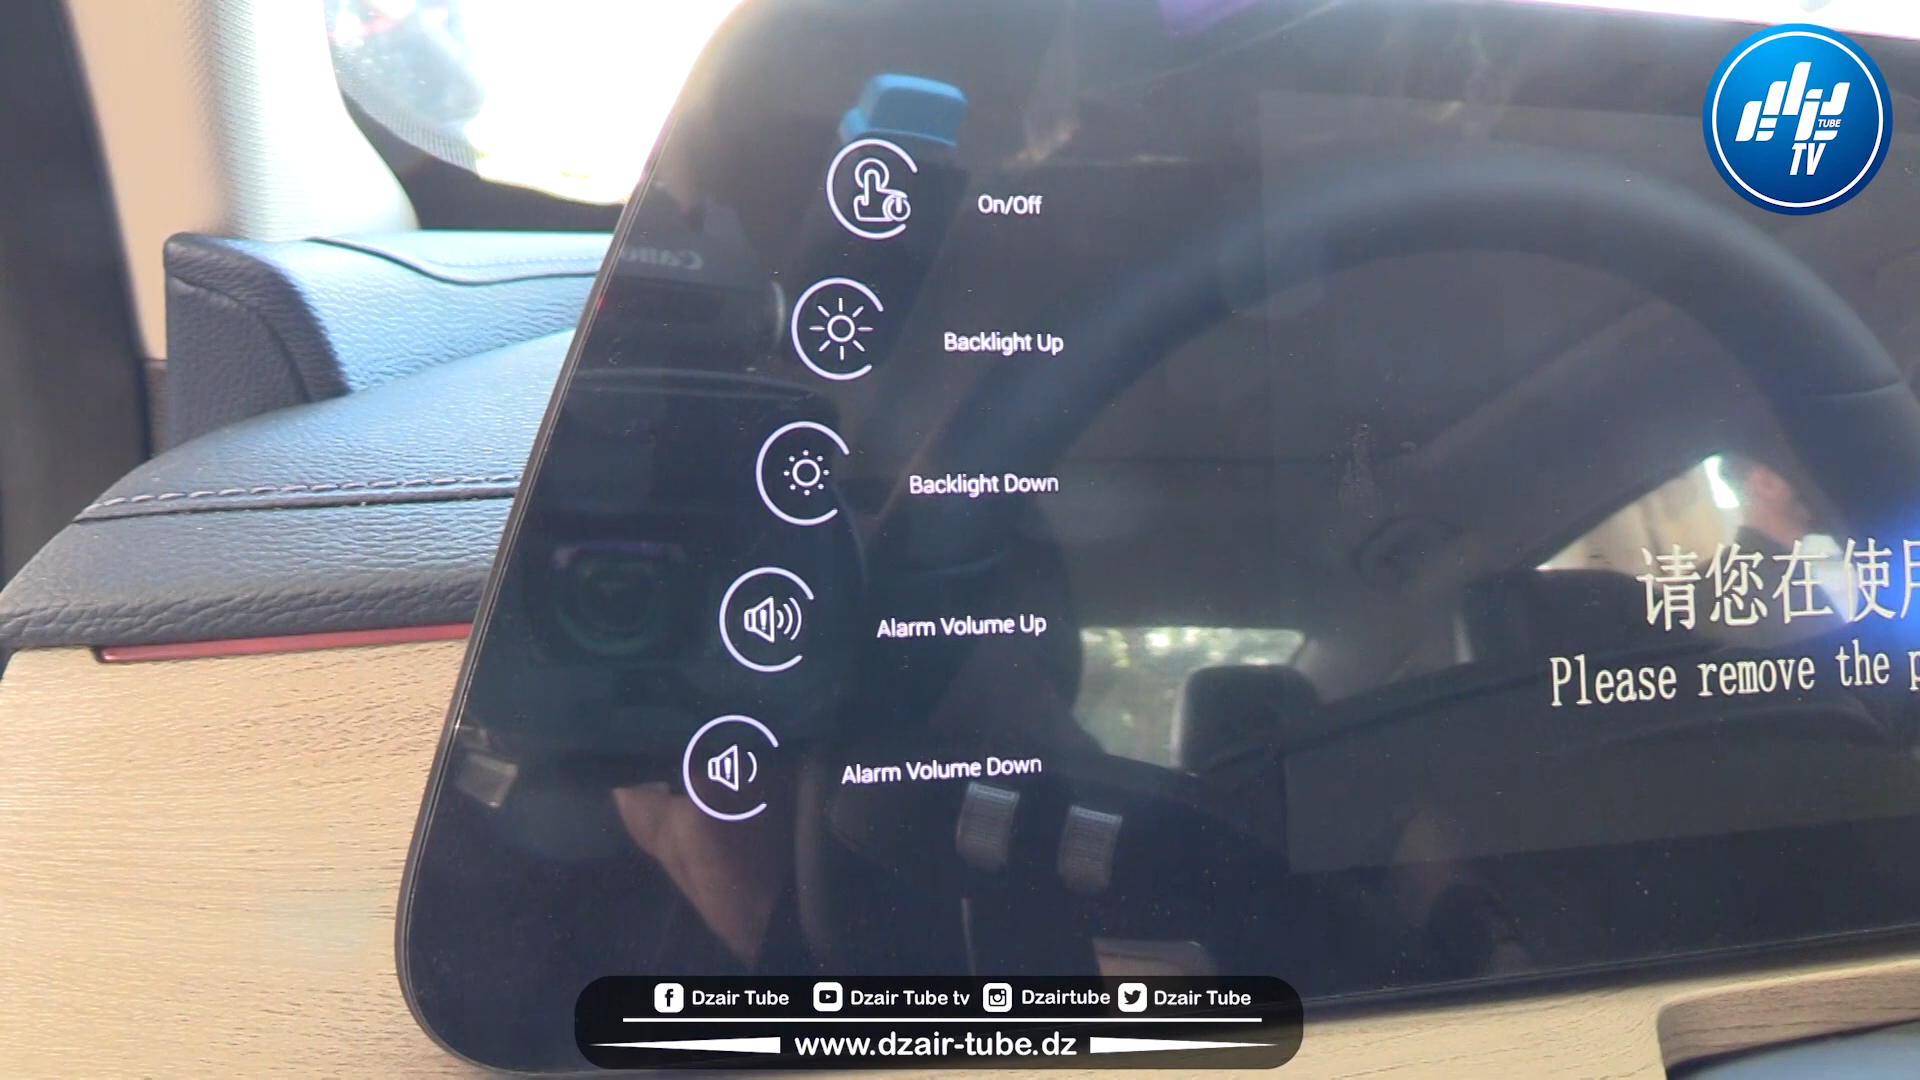 TUBE
TV
On/Off
Backlight Up
Backlight Down
Alarm Volume Up
Alarm Volume Down
请您在使用
Please remove the
Dzair Tube
Dzair Tube tv
Dzairtube
Dzair Tube
www.dzair-tube.dz